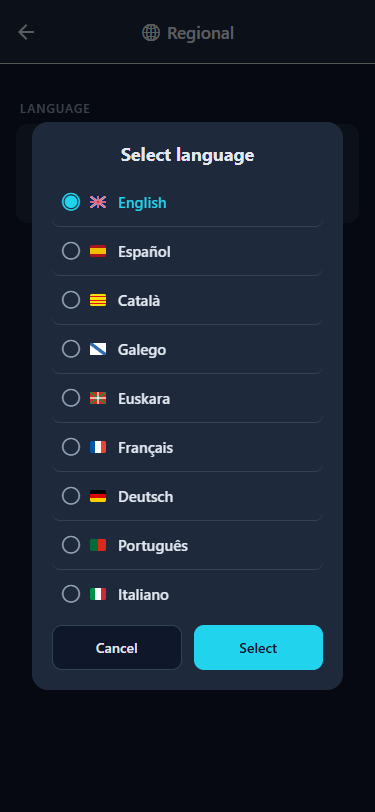 Regional
LANGUAGE
Select language
English
Español
Català
Galego
Euskara
Français
Deutsch
Português
Italiano
Cancel
Select